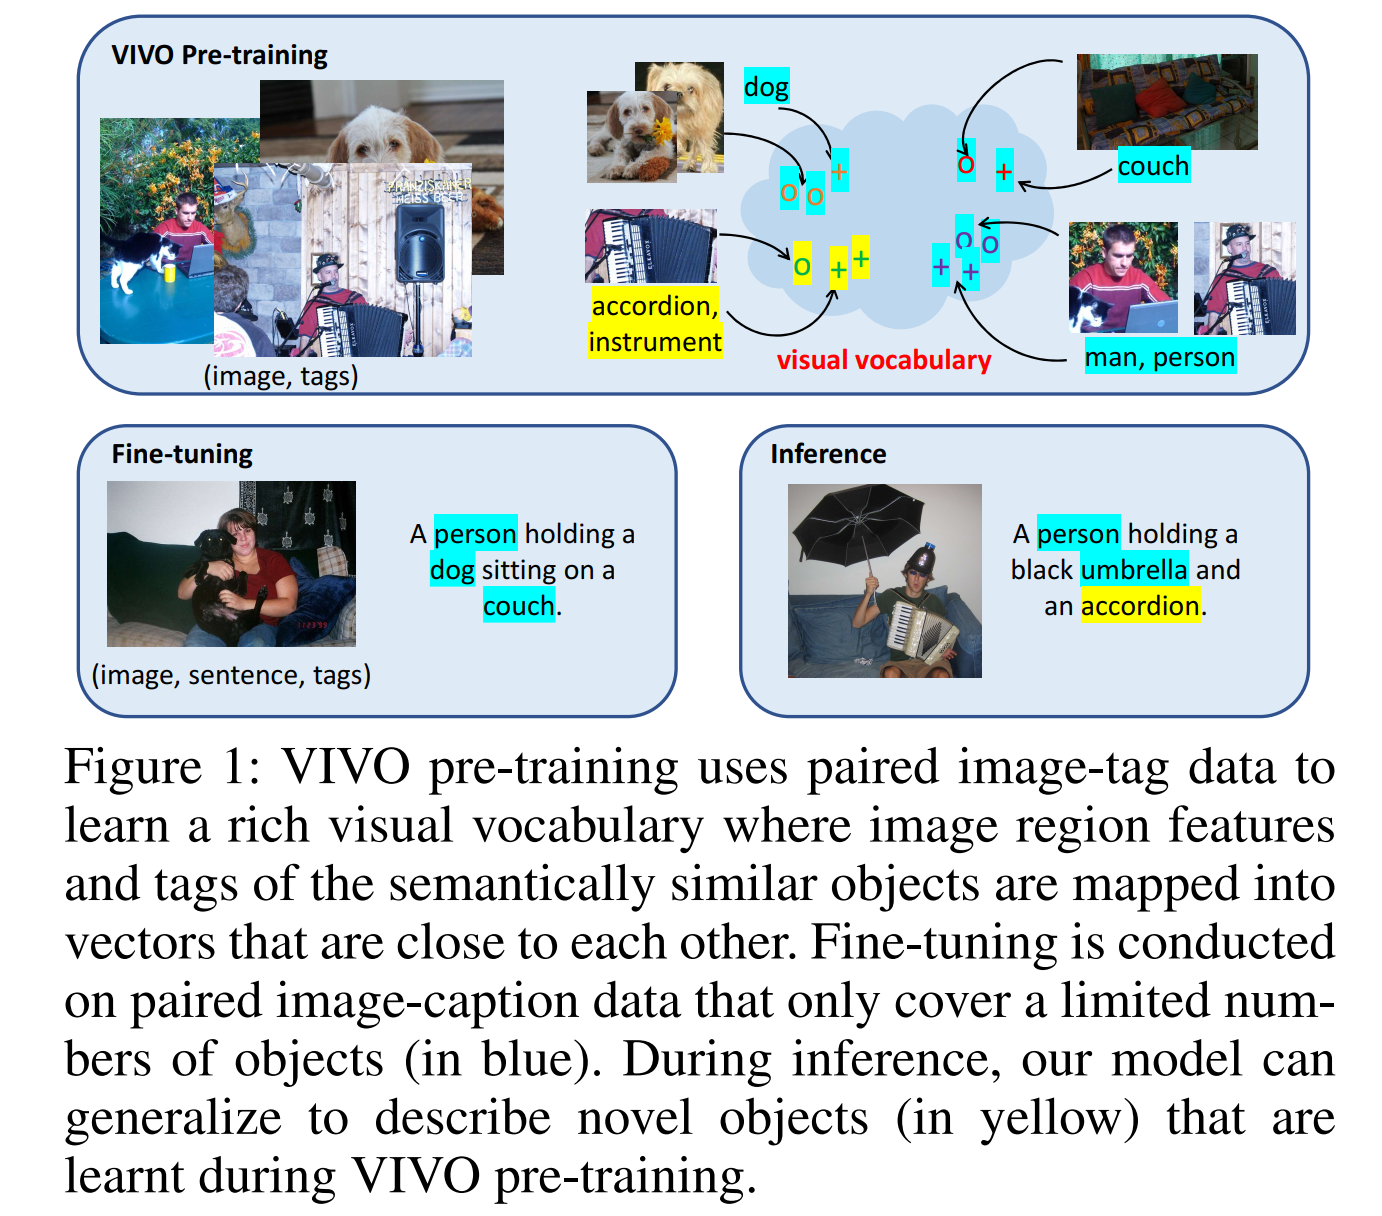 VIVO Pre-training
dog
couch
accordion,
instrument
visual vocabulary
man, person
(image, tags)
Fine-tuning
A person holding a
dog sitting on a
couch.
(image, sentence, tags)
Inference
A person holding a
black umbrella and
an accordion.
Figure 1: VIVO pre-training uses paired image-tag data to
learn a rich visual vocabulary where image region features
and tags of the semantically similar objects are mapped into
vectors that are close to each other. Fine-tuning is conducted
on paired image-caption data that only cover a limited num-
bers of objects (in blue). During inference, our model can
generalize to describe novel objects (in yellow) that are
learnt during VIVO pre-training.